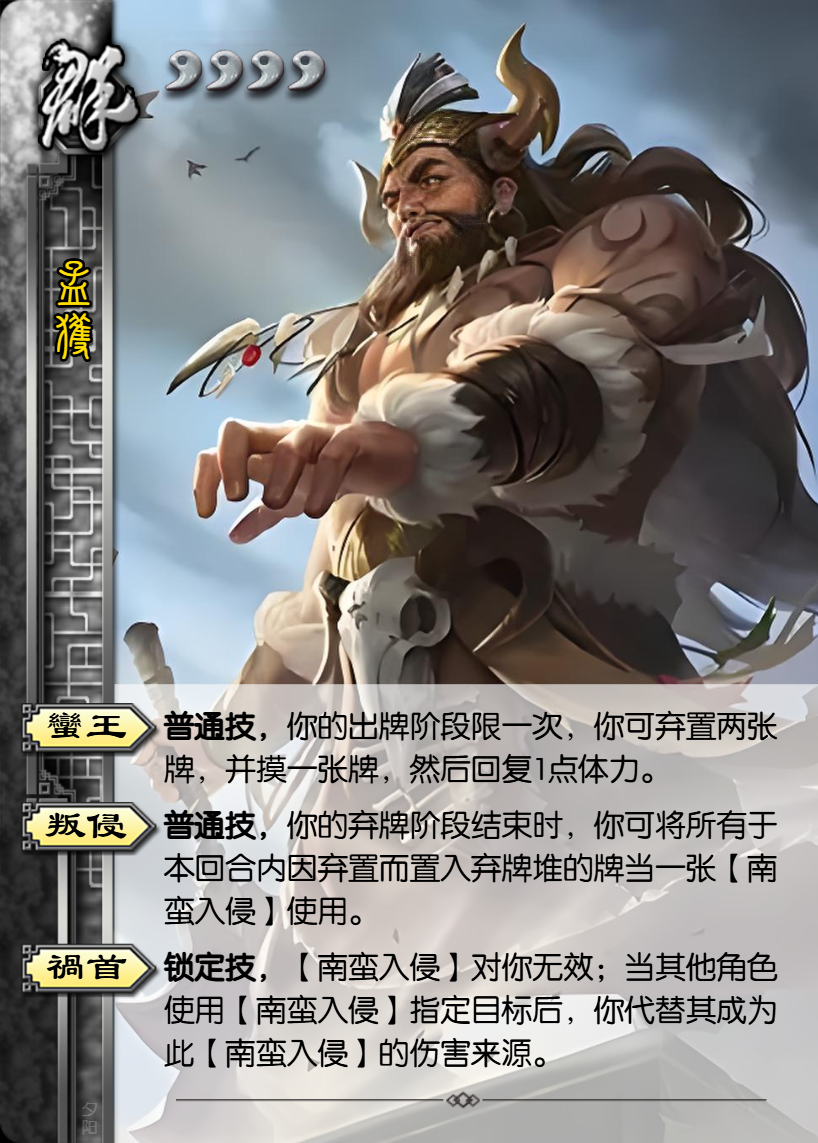 群
孟獲
蠻王
普通技，你的出牌阶段限一次，你可弃置两张
牌，并摸一张牌，然后回复1点体力。
叛侵
普通技，你的弃牌阶段结束时，你可将所有于
本回合内因弃置而置入弃牌堆的牌当一张【南
蛮入侵】使用。
禍首
锁定技，【南蛮入侵】对你无效；当其他角色
使用【南蛮入侵】指定目标后，你代替其成为
此【南蛮入侵】的伤害来源。
夕阳